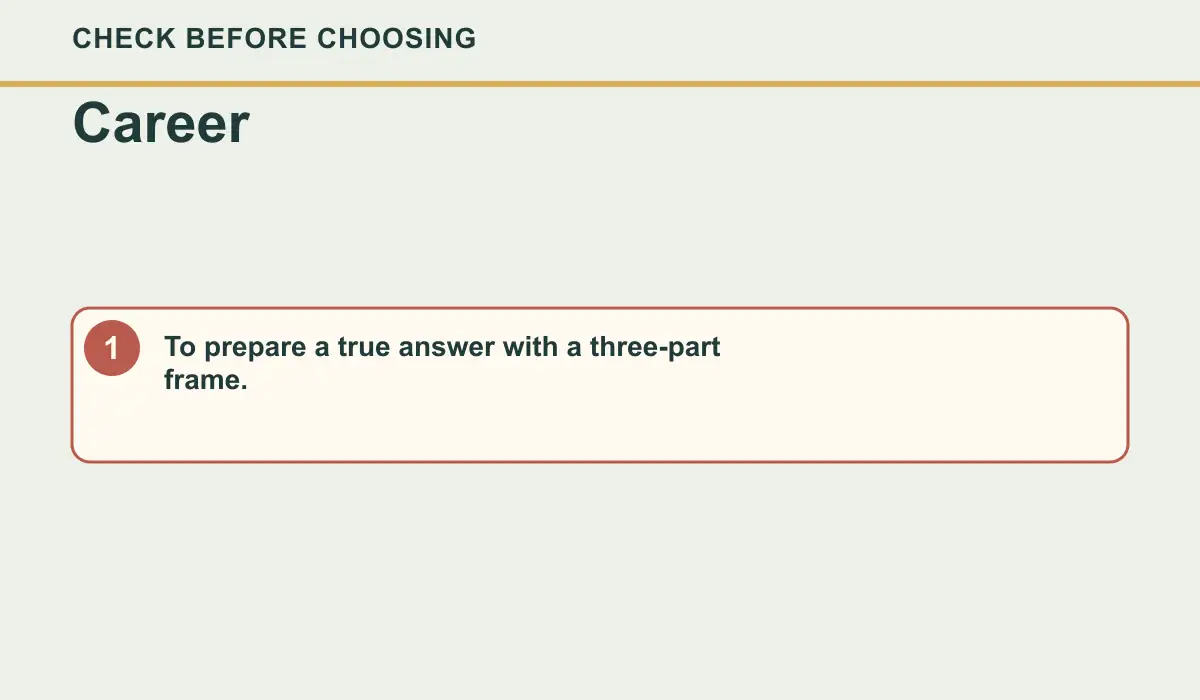 CHECK BEFORE CHOOSING
Career
1
To prepare a true answer with a three-part
frame.